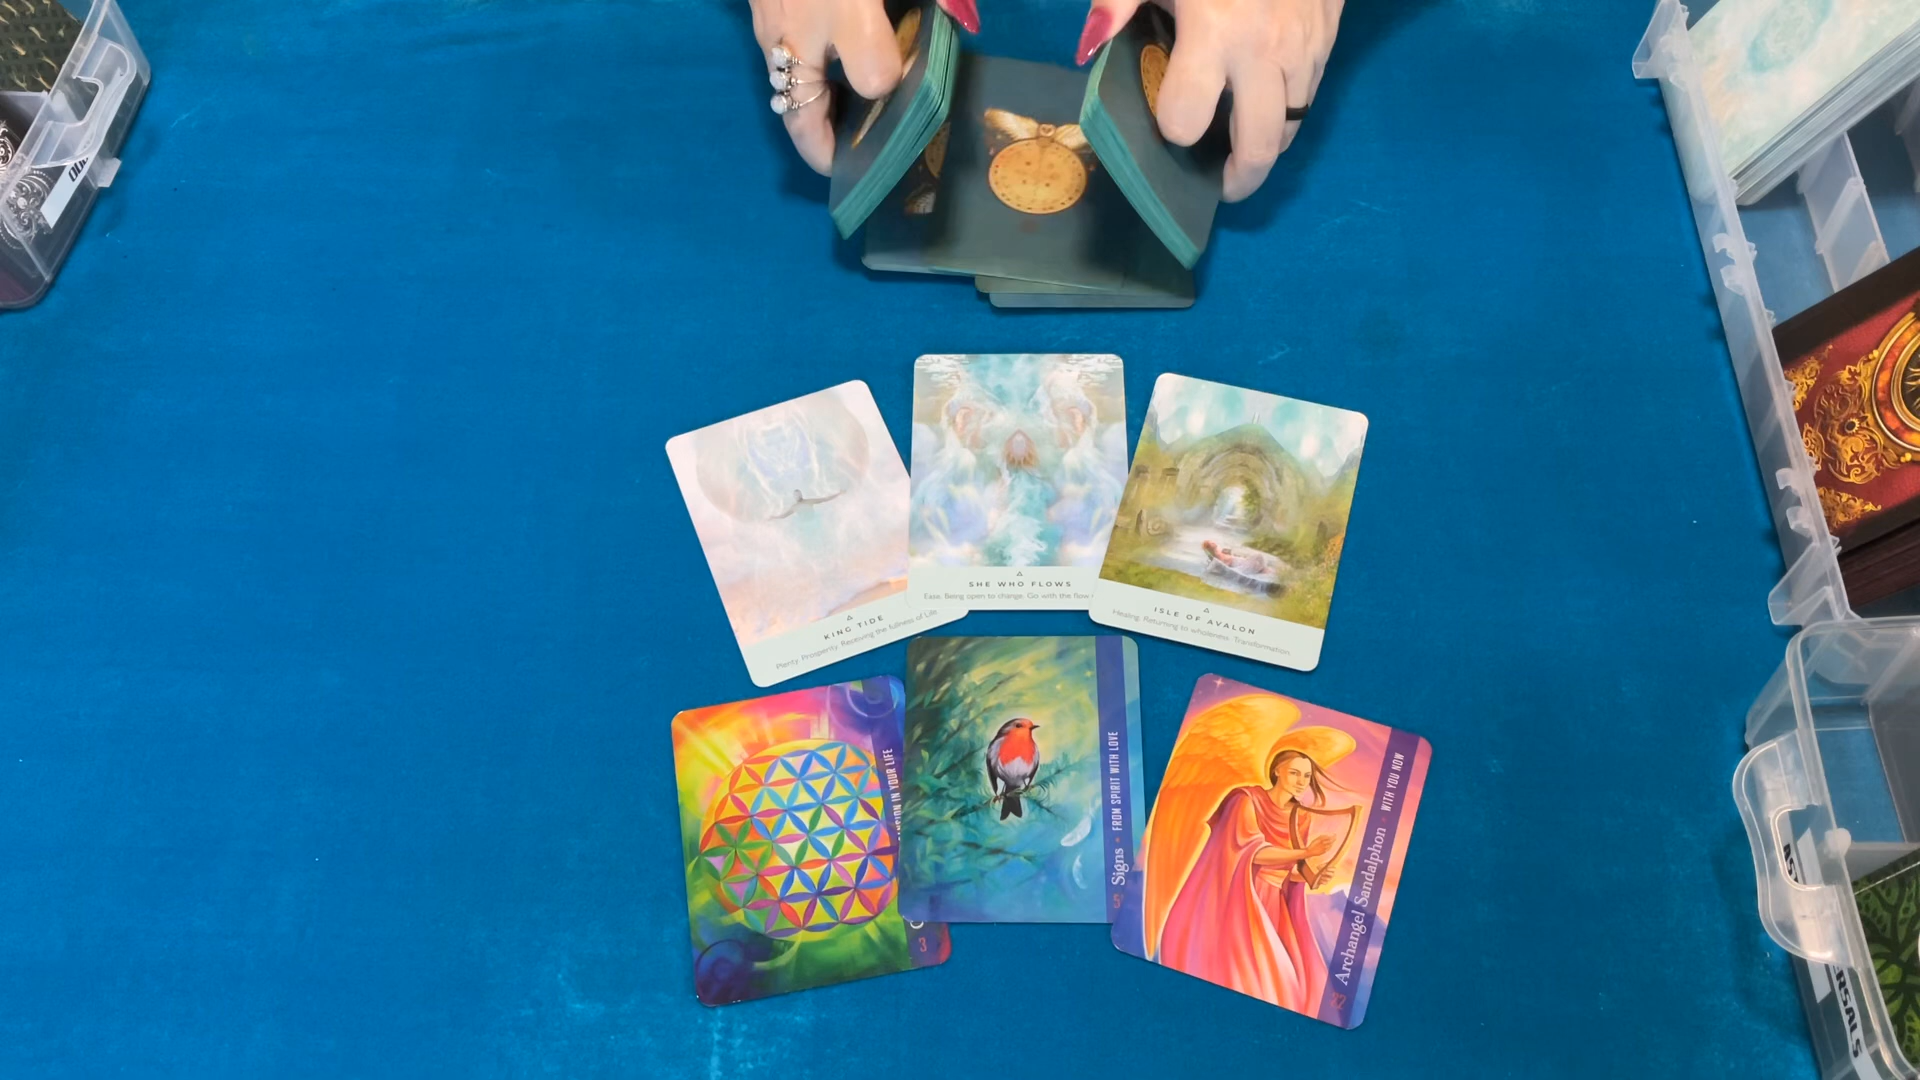 KING TIDE
Plenty. Prosperity. Receiving the fullness of Life.
SHE WHO FLOWS
Ease. Being open to change. Go with the flow
ISLE OF AVALON
Healing. Returning to wholeness. Transformation.
IN YOUR LIFE
3
Signs • FROM SPIRIT WITH LOVE
Archangel Sandalphon • WITH YOU NOW
22